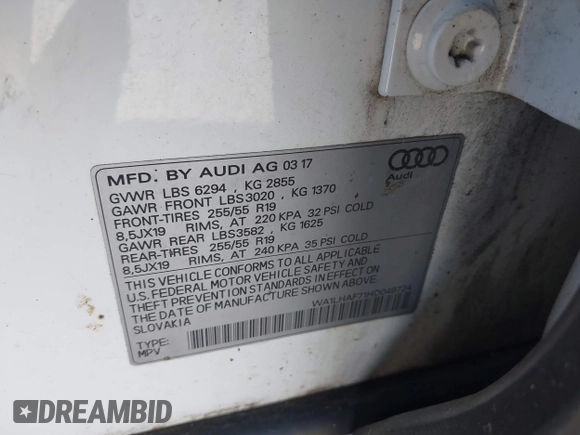 MFD. BY AUDI AG 03 17
Audi
GVWR LBS 6294 , KG 2855
GAWR FRONT LBS3020 , KG 1370
FRONT-TIRES 255/55 R19
8,5JX19 RIMS, AT 220 KPA 32 PSI COLD
GAWR REAR LBS3582 , KG 1625
REAR-TIRES 255/55 R19
8,5JX19 RIMS, AT 240 KPA 35 PSI COLD
THIS VEHICLE CONFORMS TO ALL APPLICABLE
U.S. FEDERAL MOTOR VEHICLE SAFETY AND
THEFT PREVENTION STANDARDS IN EFFECT ON THE
DATE OF MANUFACTURE SHOWN ABOVE.
SLOVAKIA
TYPE:
MPV
DREAMBID